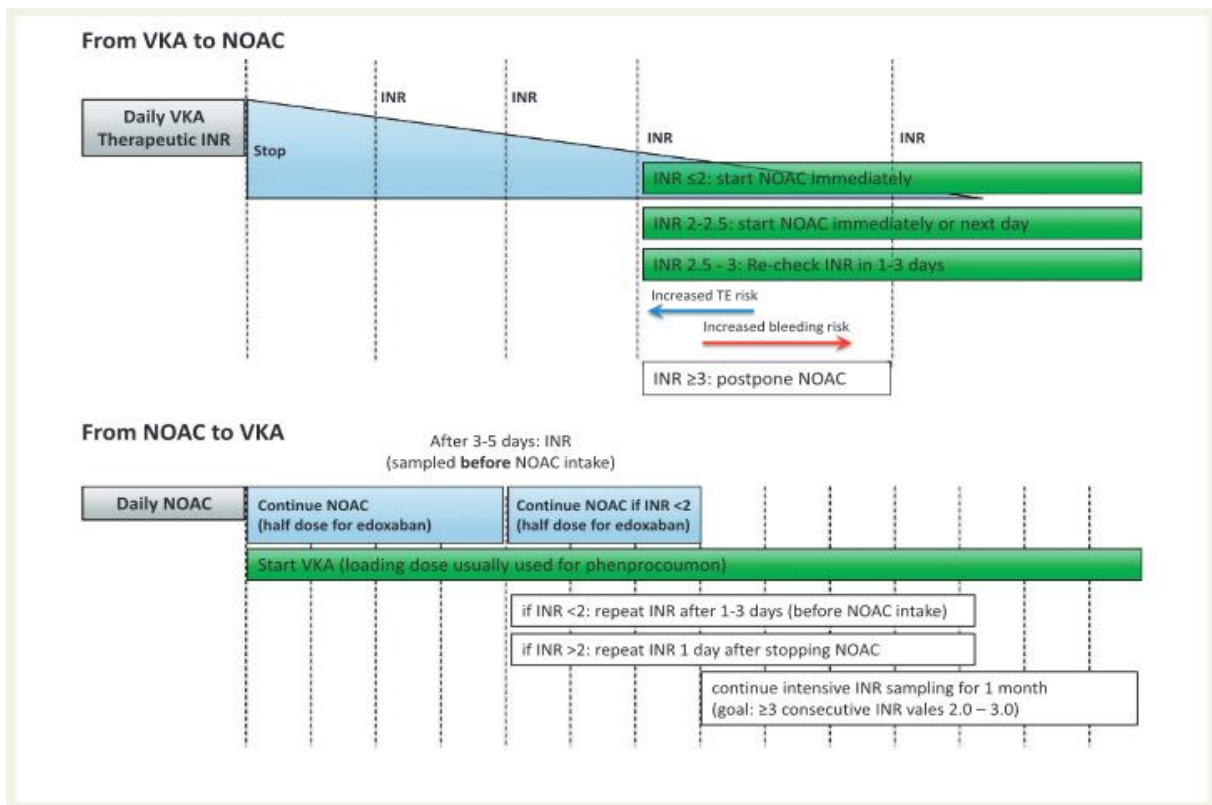 From VKA to NOAC
INR
INR
Daily VKA
Therapeutic INR
INR
INR
Stop
INR ≤2: start NOAC immediately
INR 2-2.5: start NOAC immediately or next day
INR 2.5 - 3: Re-check INR in 1-3 days
Increased TE risk
Increased bleeding risk
INR ≥3: postpone NOAC
From NOAC to VKA
After 3-5 days: INR
(sampled before NOAC intake)
Daily NOAC
Continue NOAC
(half dose for edoxaban)
Continue NOAC if INR <2
(half dose for edoxaban)
Start VKA (loading dose usually used for phenprocoumon)
if INR <2: repeat INR after 1-3 days (before NOAC intake)
if INR >2: repeat INR 1 day after stopping NOAC
continue intensive INR sampling for 1 month
(goal: ≥3 consecutive INR vales 2.0 – 3.0)